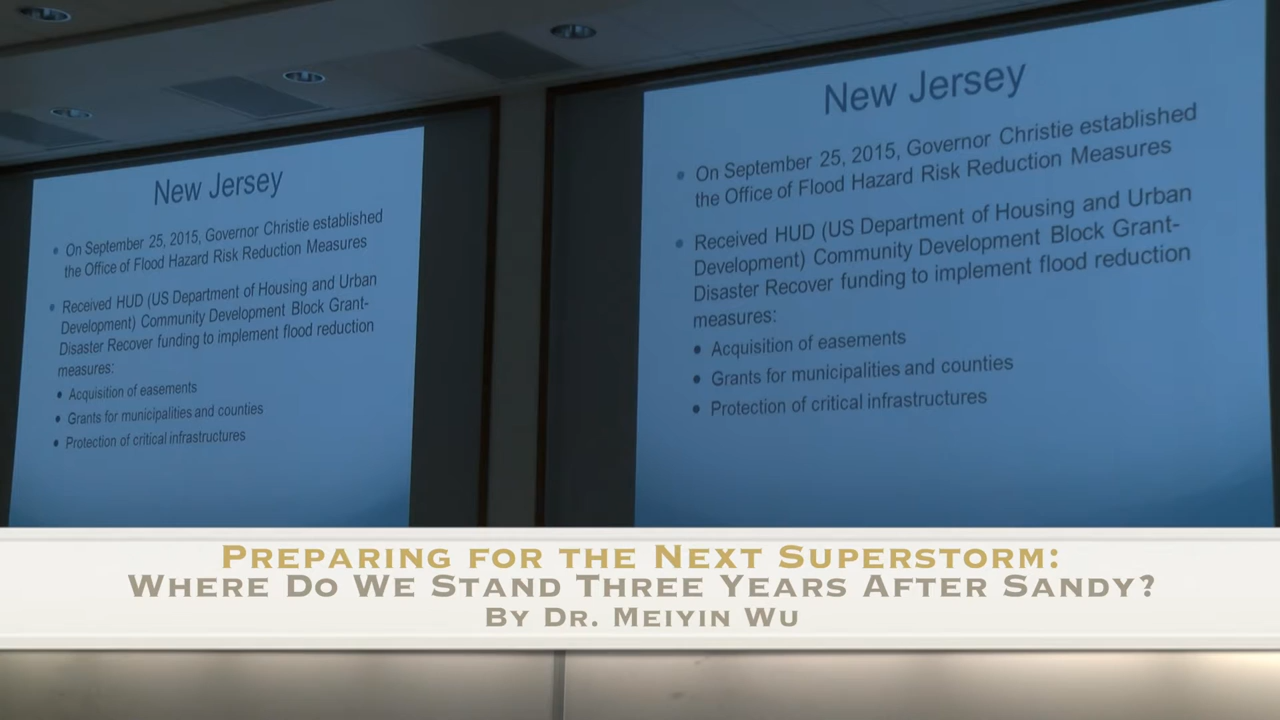 New Jersey
• On September 25, 2015, Governor Christie established
the Office of Flood Hazard Risk Reduction Measures
• Received HUD (US Department of Housing and Urban
Development) Community Development Block Grant-
Disaster Recover funding to implement flood reduction
measures:
• Acquisition of easements
• Grants for municipalities and counties
• Protection of critical infrastructures
New Jersey
• On September 25, 2015, Governor Christie established
the Office of Flood Hazard Risk Reduction Measures
• Received HUD (US Department of Housing and Urban
Development) Community Development Block Grant-
Disaster Recover funding to implement flood reduction
measures:
• Acquisition of easements
• Grants for municipalities and counties
• Protection of critical infrastructures
Preparing for the Next Superstorm:
Where Do We Stand Three Years After Sandy?
By Dr. Meiyin Wu